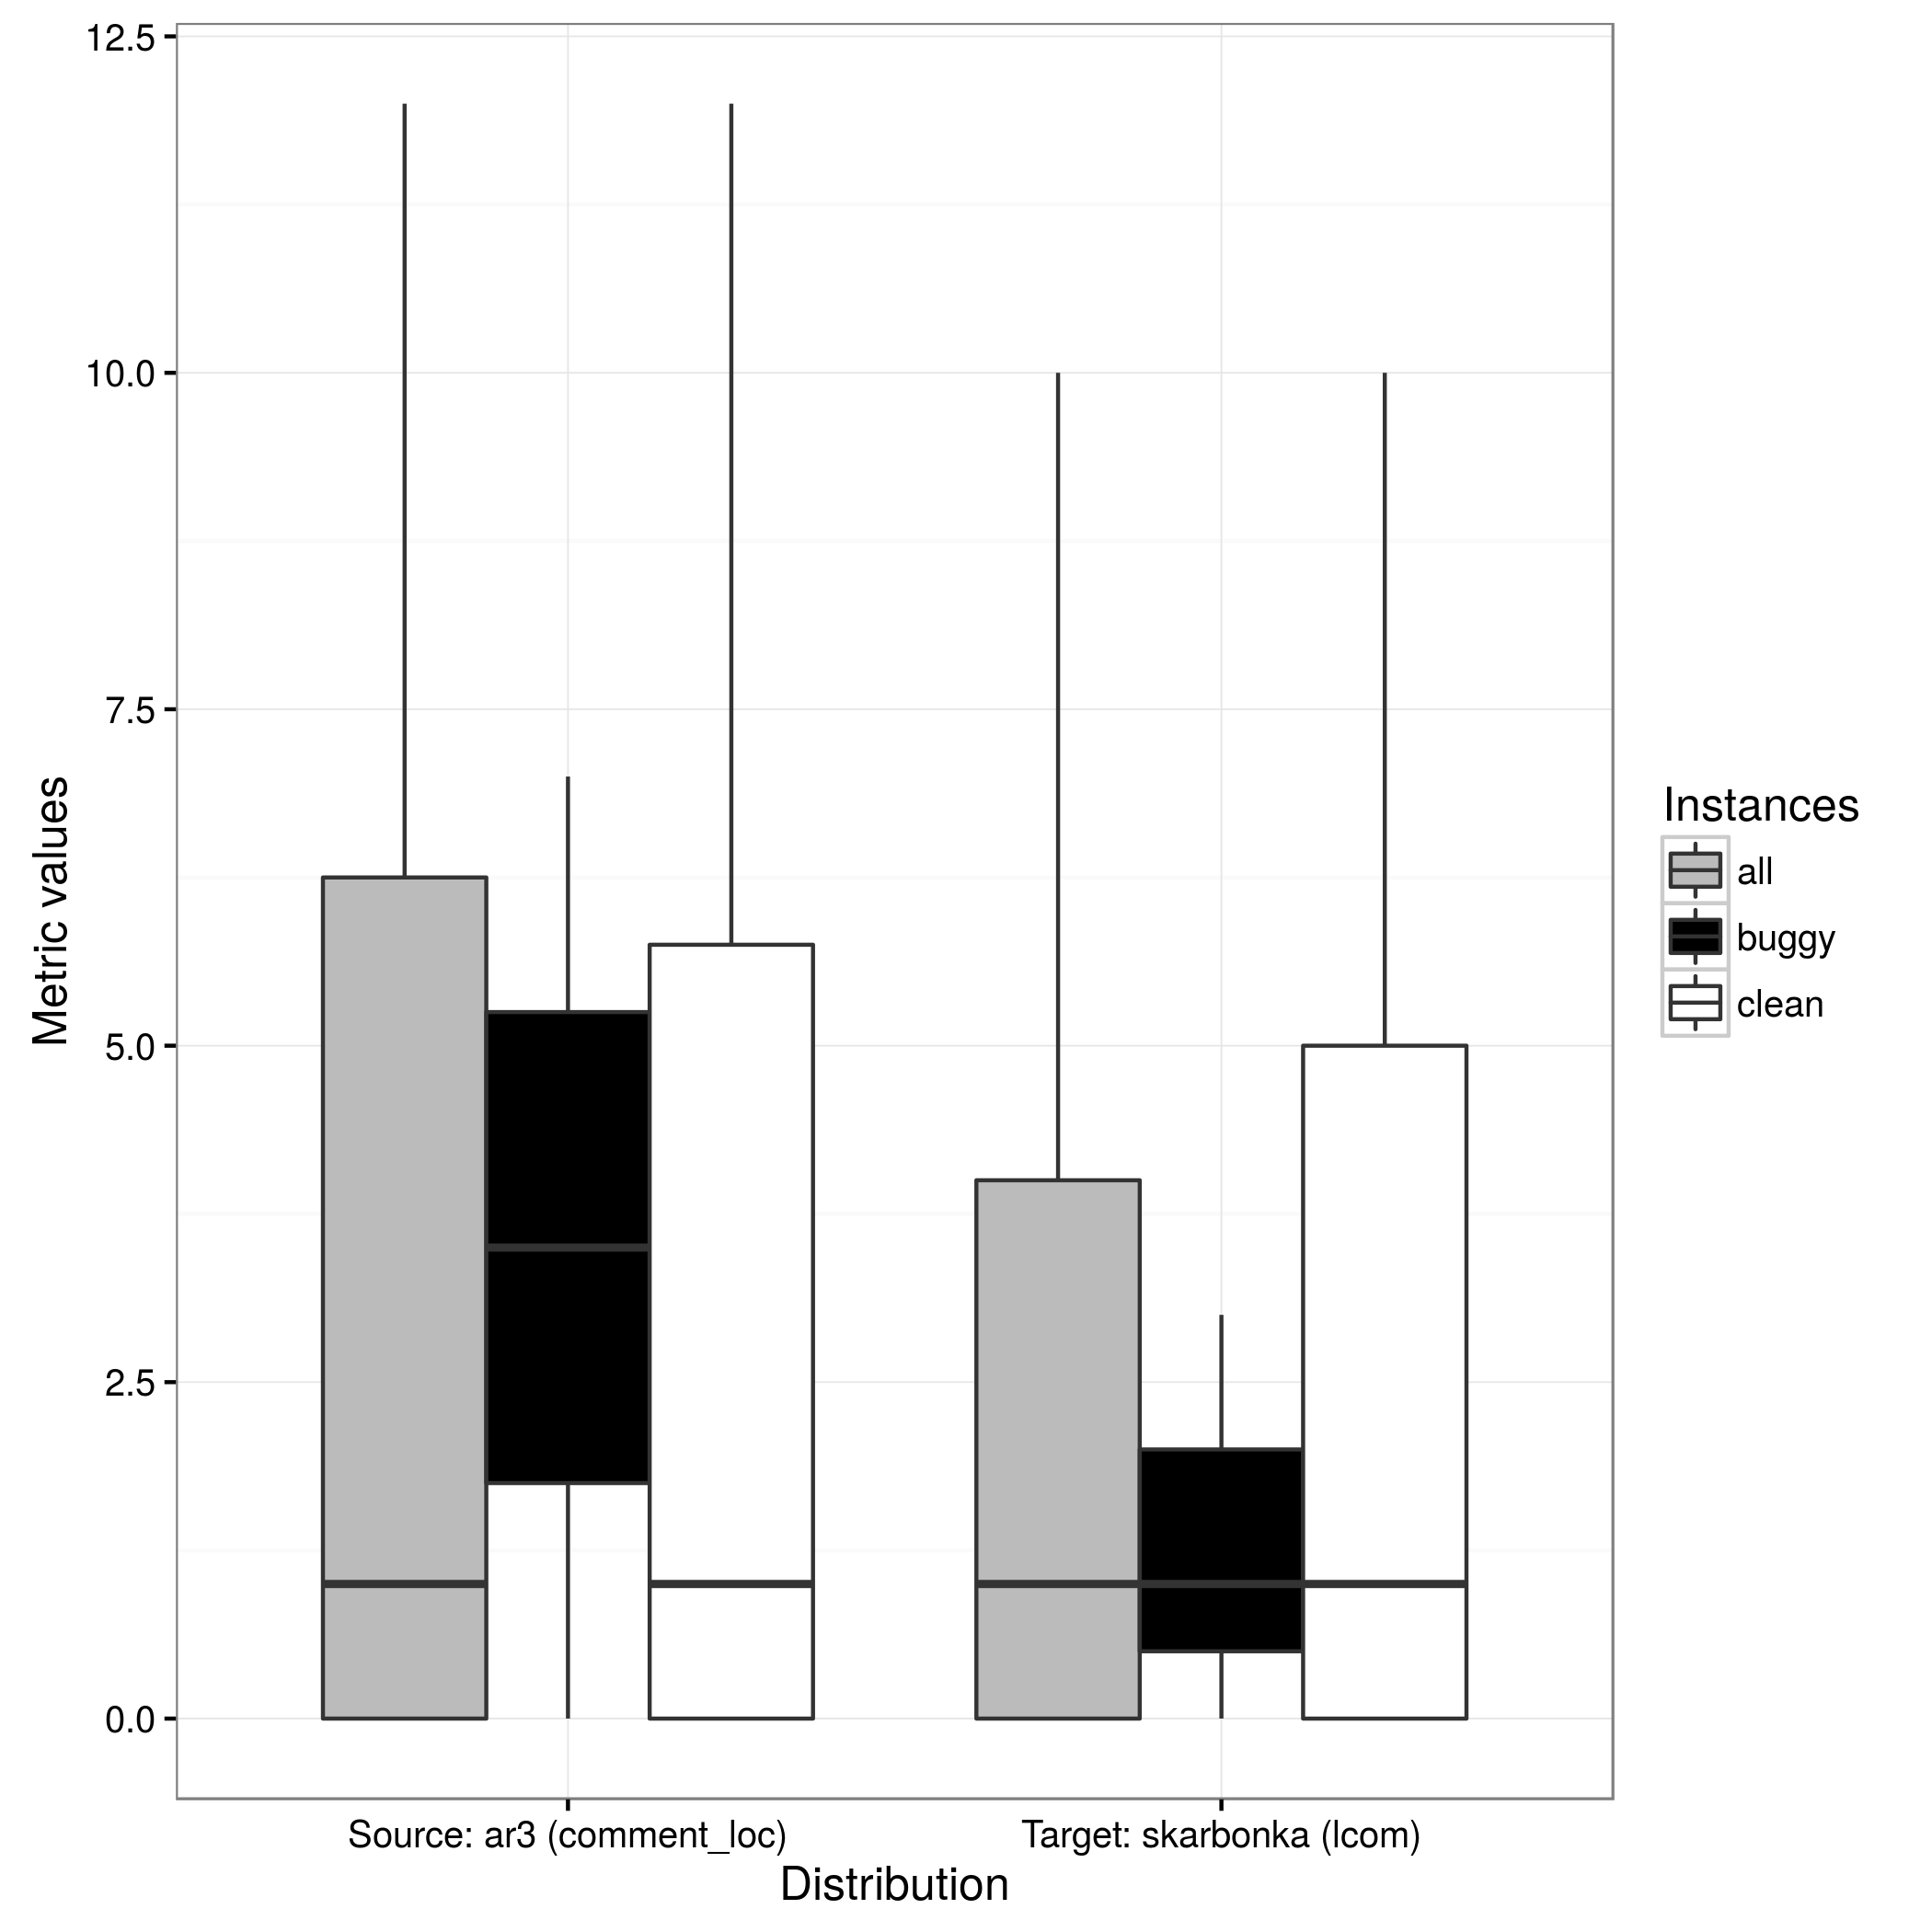 12.5
10.0
7.5
5.0
2.5
0.0
Metric values
Source: ar3 (comment_loc)
Target: skarbonka (lcom)
Distribution
Instances
all
buggy
clean